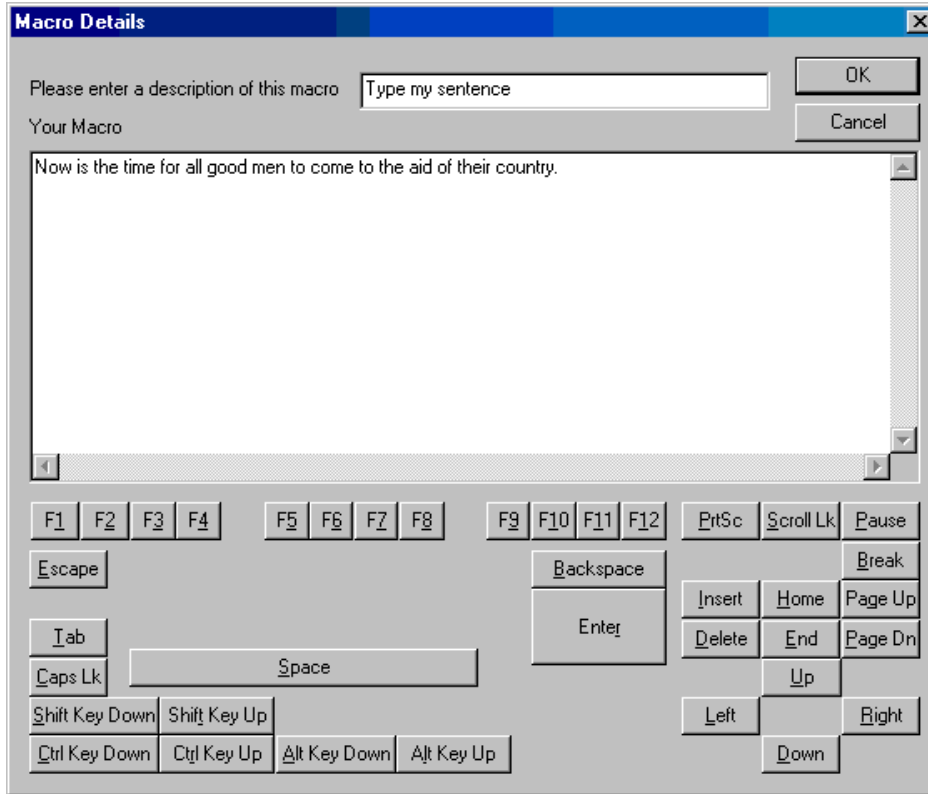 Macro Details
Please enter a description of this macro Type my sentence OK
Your Macro Cancel
Now is the time for all good men to come to the aid of their country.
F1 F2 F3 F4 F5 F6 F7 F8 F9 F10 F11 F12 PrtSc Scroll Lk Pause
Escape Backspace Break
Insert Home Page Up
Tab Enter Delete End Page Dn
Caps Lk Space Up
Shift Key Down Shift Key Up Left Right
Ctrl Key Down Ctrl Key Up Alt Key Down Alt Key Up Down